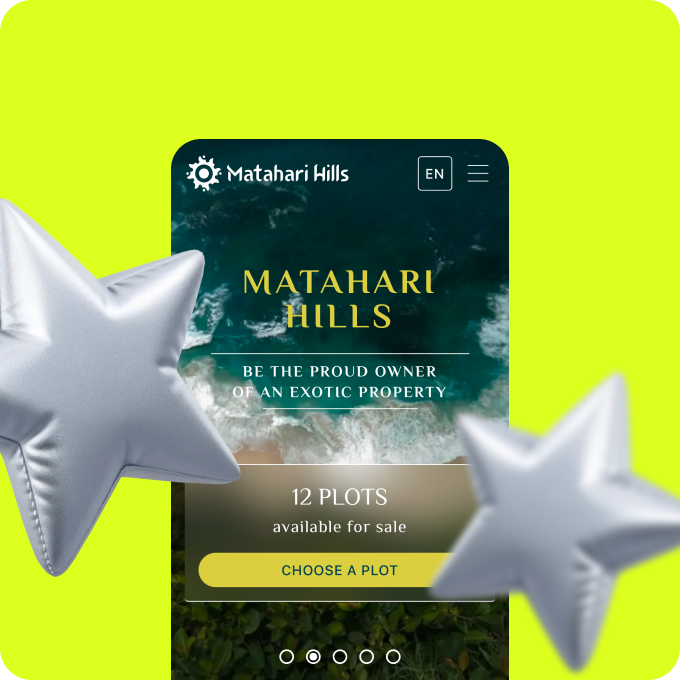 Matahari Hills
EN
MATAHARI
HILLS
BE THE PROUD OWNER
OF AN EXOTIC PROPERTY
12 PLOTS
available for sale
CHOOSE A PLOT